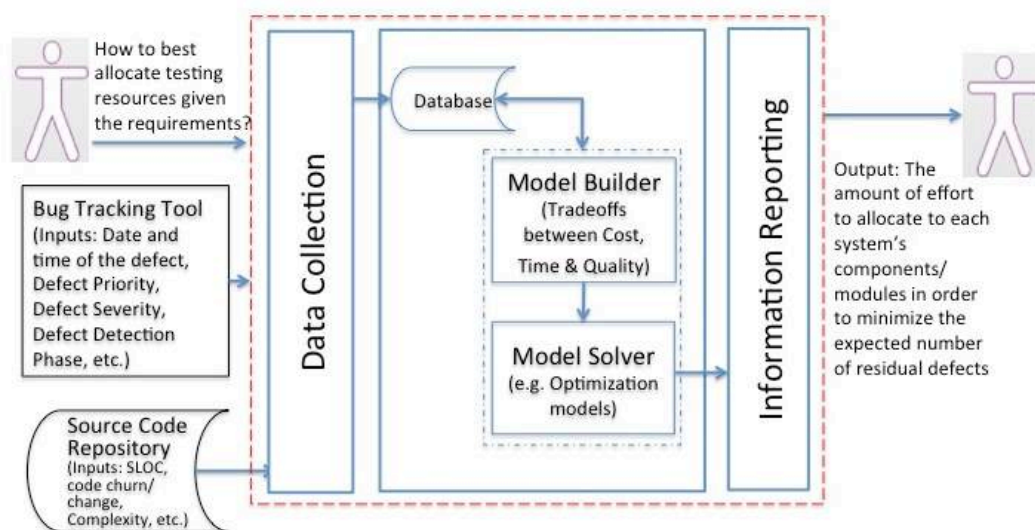 How to best
allocate testing
resources given
the requirements?
Bug Tracking Tool
(Inputs: Date and
time of the defect,
Defect Priority,
Defect Severity,
Defect Detection
Phase, etc.)
Source Code
Repository
(Inputs: SLOC,
code churn/
change,
Complexity, etc.)
Data Collection
Database
Model Builder
(Tradeoffs
between Cost,
Time & Quality)
Model Solver
(e.g. Optimization
models)
Information Reporting
Output: The
amount of effort
to allocate to each
system's
components/
modules in order
to minimize the
expected number
of residual defects